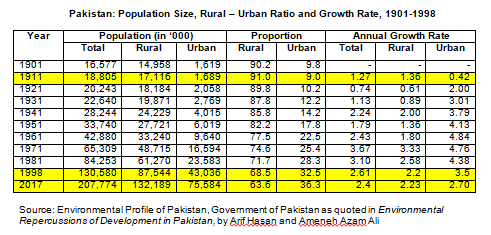 Pakistan: Population Size, Rural – Urban Ratio and Growth Rate, 1901-1998
Year Population (in ‘000) Proportion Annual Growth Rate
Total Rural Urban Rural Urban Total Rural Urban
1901 16,577 14,958 1,619 90.2 9.8 - - -
1911 18,805 17,116 1,689 91.0 9.0 1.27 1.36 0.42
1921 20,243 18,184 2,058 89.8 10.2 0.74 0.61 2.00
1931 22,640 19,871 2,769 87.8 12.2 1.13 0.89 3.01
1941 28,244 24,229 4,015 85.8 14.2 2.24 2.00 3.79
1951 33,740 27,721 6,019 82.2 17.8 1.79 1.36 4.13
1961 42,880 33,240 9,640 77.5 22.5 2.43 1.80 4.84
1971 65,309 48,715 16,594 74.6 25.4 3.67 3.33 4.76
1981 84,253 61,270 23,583 71.7 28.3 3.10 2.58 4.38
1998 130,580 87,544 43,036 68.5 32.5 2.61 2.2 3.5
2017 207,774 132,189 75,584 63.6 36.3 2.4 2.23 2.70
Source: Environmental Profile of Pakistan, Government of Pakistan as quoted in Environmental
Repercussions of Development in Pakistan, by Arif Hasan and Ameneh Azam Ali